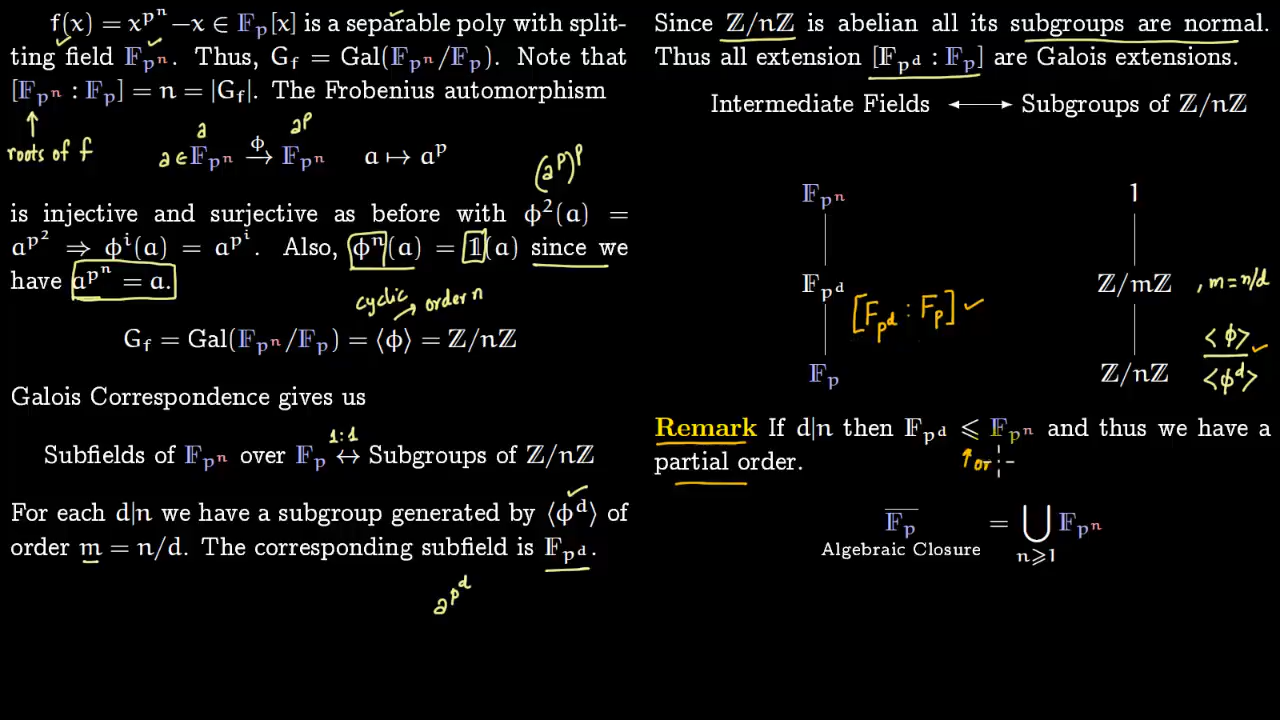 f(x) = x^{p^n} − x ∈ 𝔽_p[x] is a separable poly with split-
ting field 𝔽_{p^n}. Thus, G_f = Gal(𝔽_{p^n}/𝔽_p). Note that
[𝔽_{p^n} : 𝔽_p] = n = |G_f|. The Frobenius automorphism
roots of f
a a^p
a ∈ 𝔽_{p^n} →^ϕ 𝔽_{p^n} a ↦ a^p
(a^p)^p
is injective and surjective as before with ϕ²(a) =
a^{p²} ⇒ ϕ^i(a) = a^{p^i}. Also, ϕ^n(a) = 𝟙(a) since we
have a^{p^n} = a.
cyclic order n
G_f = Gal(𝔽_{p^n}/𝔽_p) = ⟨ϕ⟩ = ℤ/nℤ
Galois Correspondence gives us
1:1
Subfields of 𝔽_{p^n} over 𝔽_p ↔ Subgroups of ℤ/nℤ
For each d|n we have a subgroup generated by ⟨ϕ^d⟩ of
order m = n/d. The corresponding subfield is 𝔽_{p^d}.
a^{p^d}
Since ℤ/nℤ is abelian all its subgroups are normal.
Thus all extension [𝔽_{p^d} : 𝔽_p] are Galois extensions.
Intermediate Fields ⟷ Subgroups of ℤ/nℤ
𝔽_{p^n} 1
𝔽_{p^d} ℤ/mℤ , m = n/d
[F_{p^d} : F_p] ✓
<ϕ>
<ϕ^d> ✓
𝔽_p ℤ/nℤ
Remark If d|n then 𝔽_{p^d} ⩽ 𝔽_{p^n} and thus we have a
partial order.
↑or
𝔽̅_p = ⋃_{n⩾1} 𝔽_{p^n}
Algebraic Closure